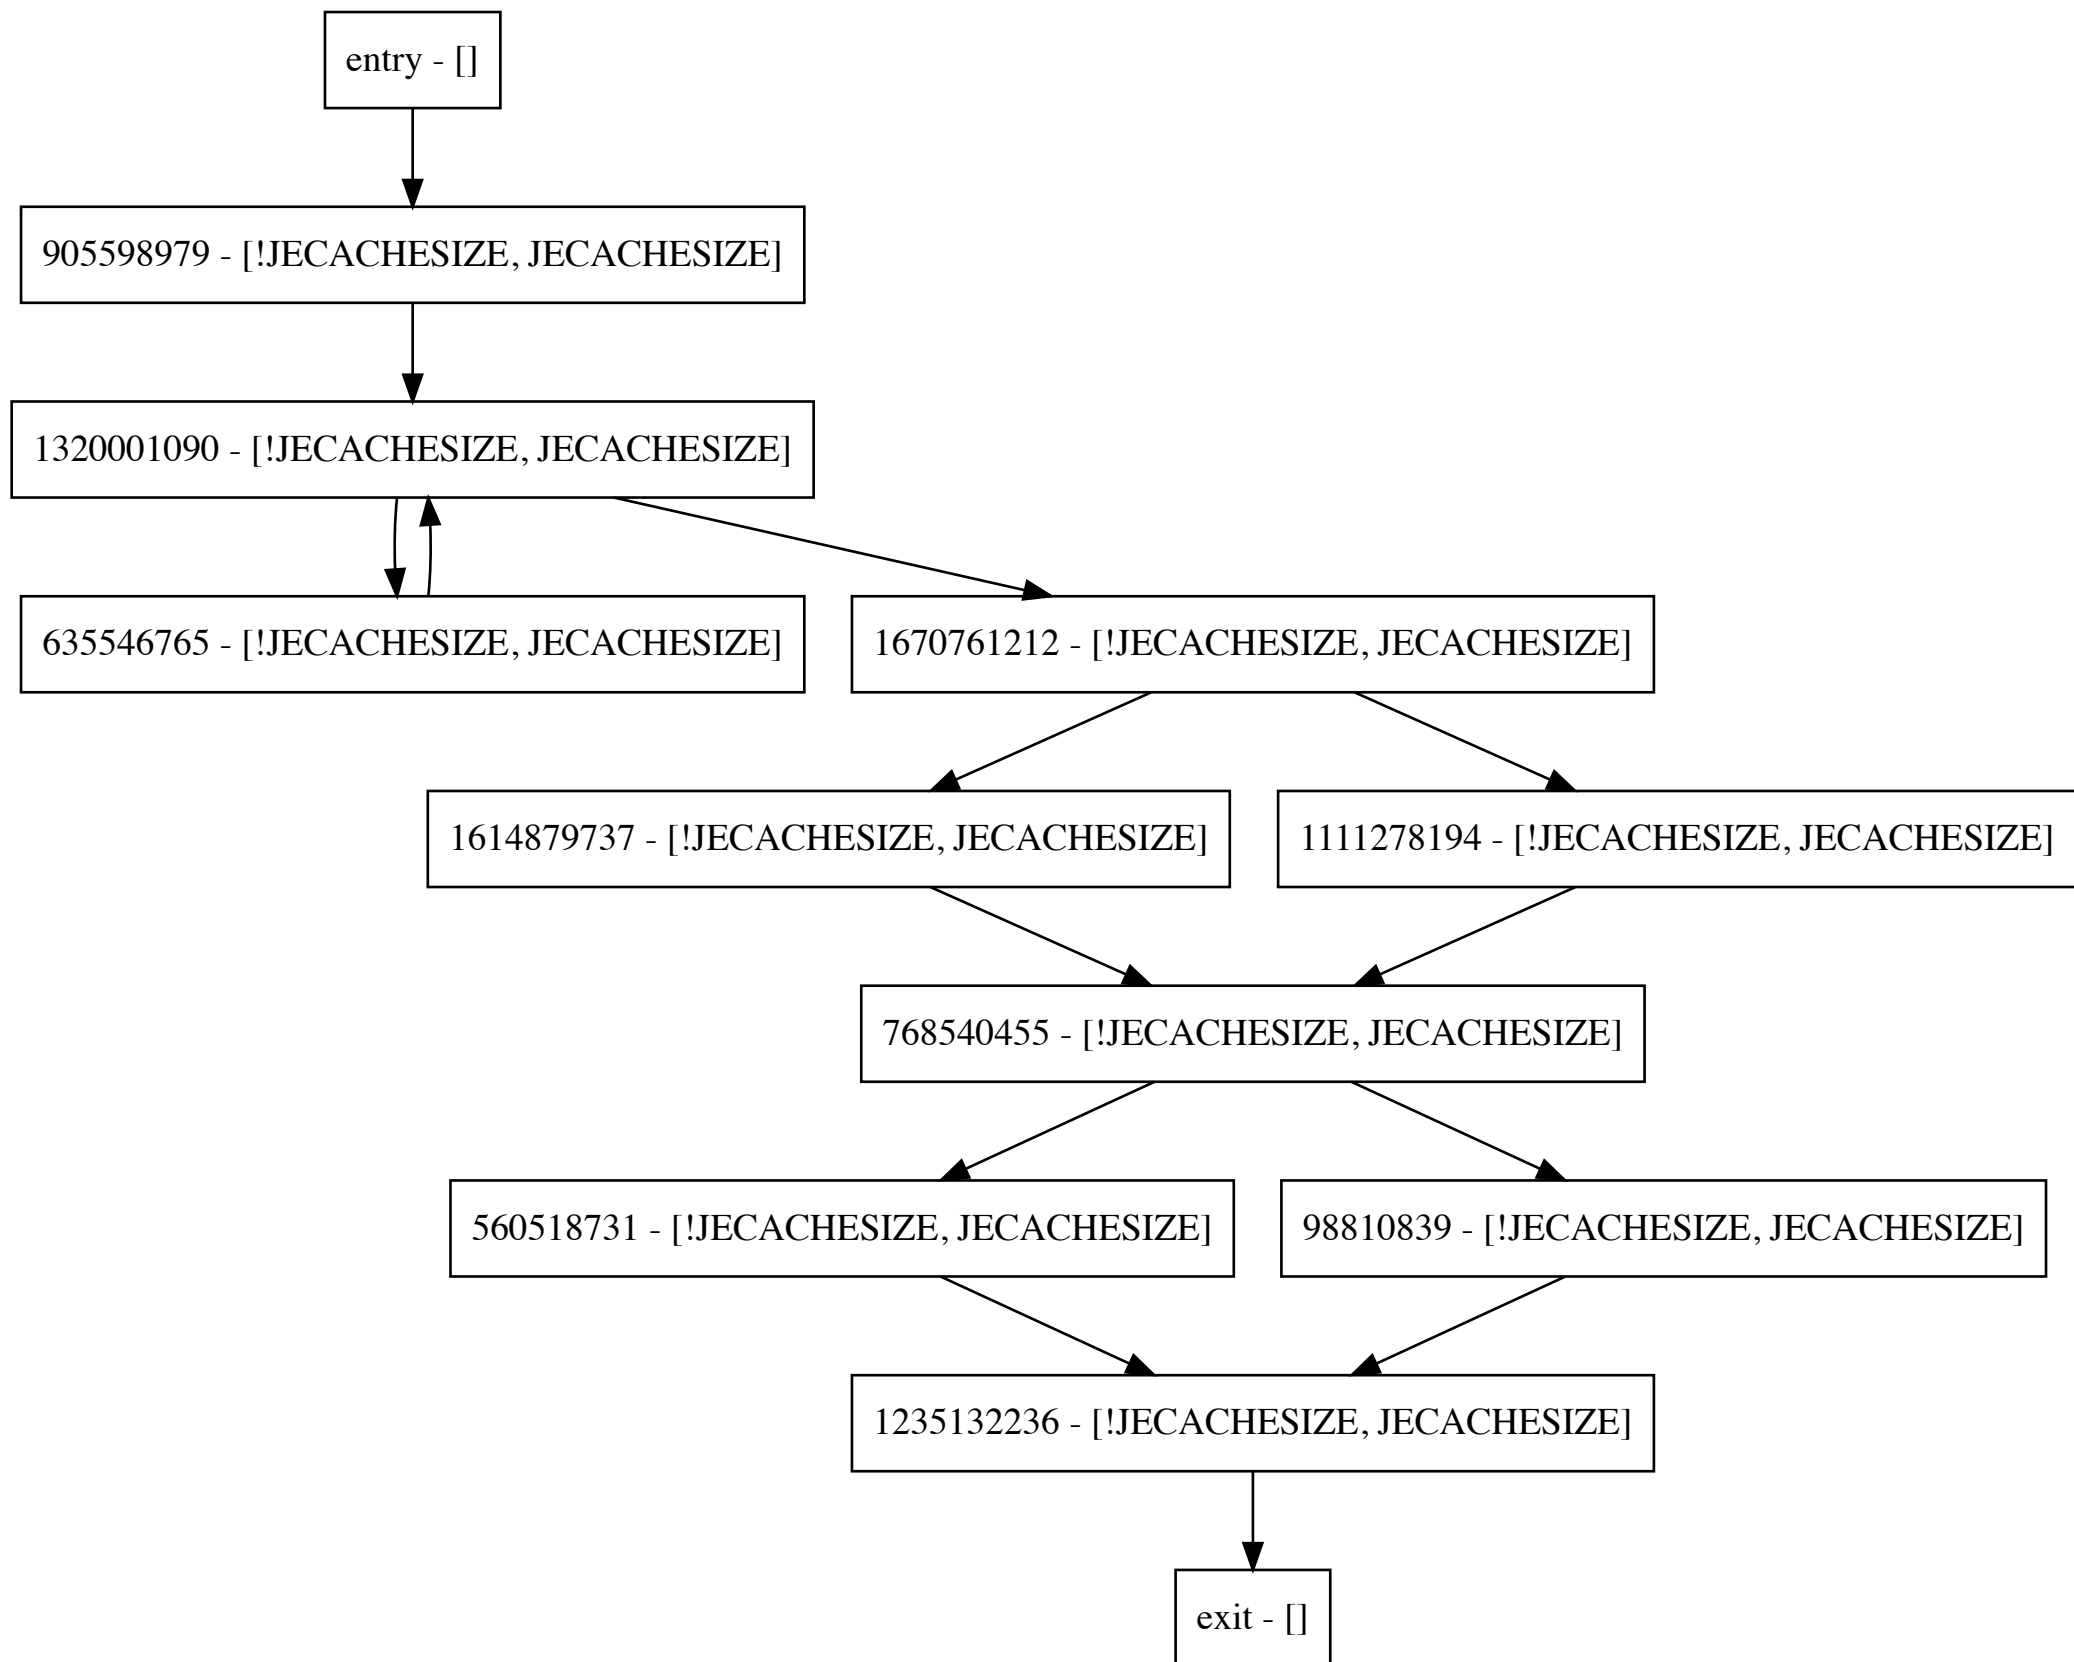 entry - []
905598979 - [!JECACHESIZE, JECACHESIZE]
1320001090 - [!JECACHESIZE, JECACHESIZE]
635546765 - [!JECACHESIZE, JECACHESIZE]
1670761212 - [!JECACHESIZE, JECACHESIZE]
1614879737 - [!JECACHESIZE, JECACHESIZE]
1111278194 - [!JECACHESIZE, JECACHESIZE]
768540455 - [!JECACHESIZE, JECACHESIZE]
560518731 - [!JECACHESIZE, JECACHESIZE]
98810839 - [!JECACHESIZE, JECACHESIZE]
1235132236 - [!JECACHESIZE, JECACHESIZE]
exit - []